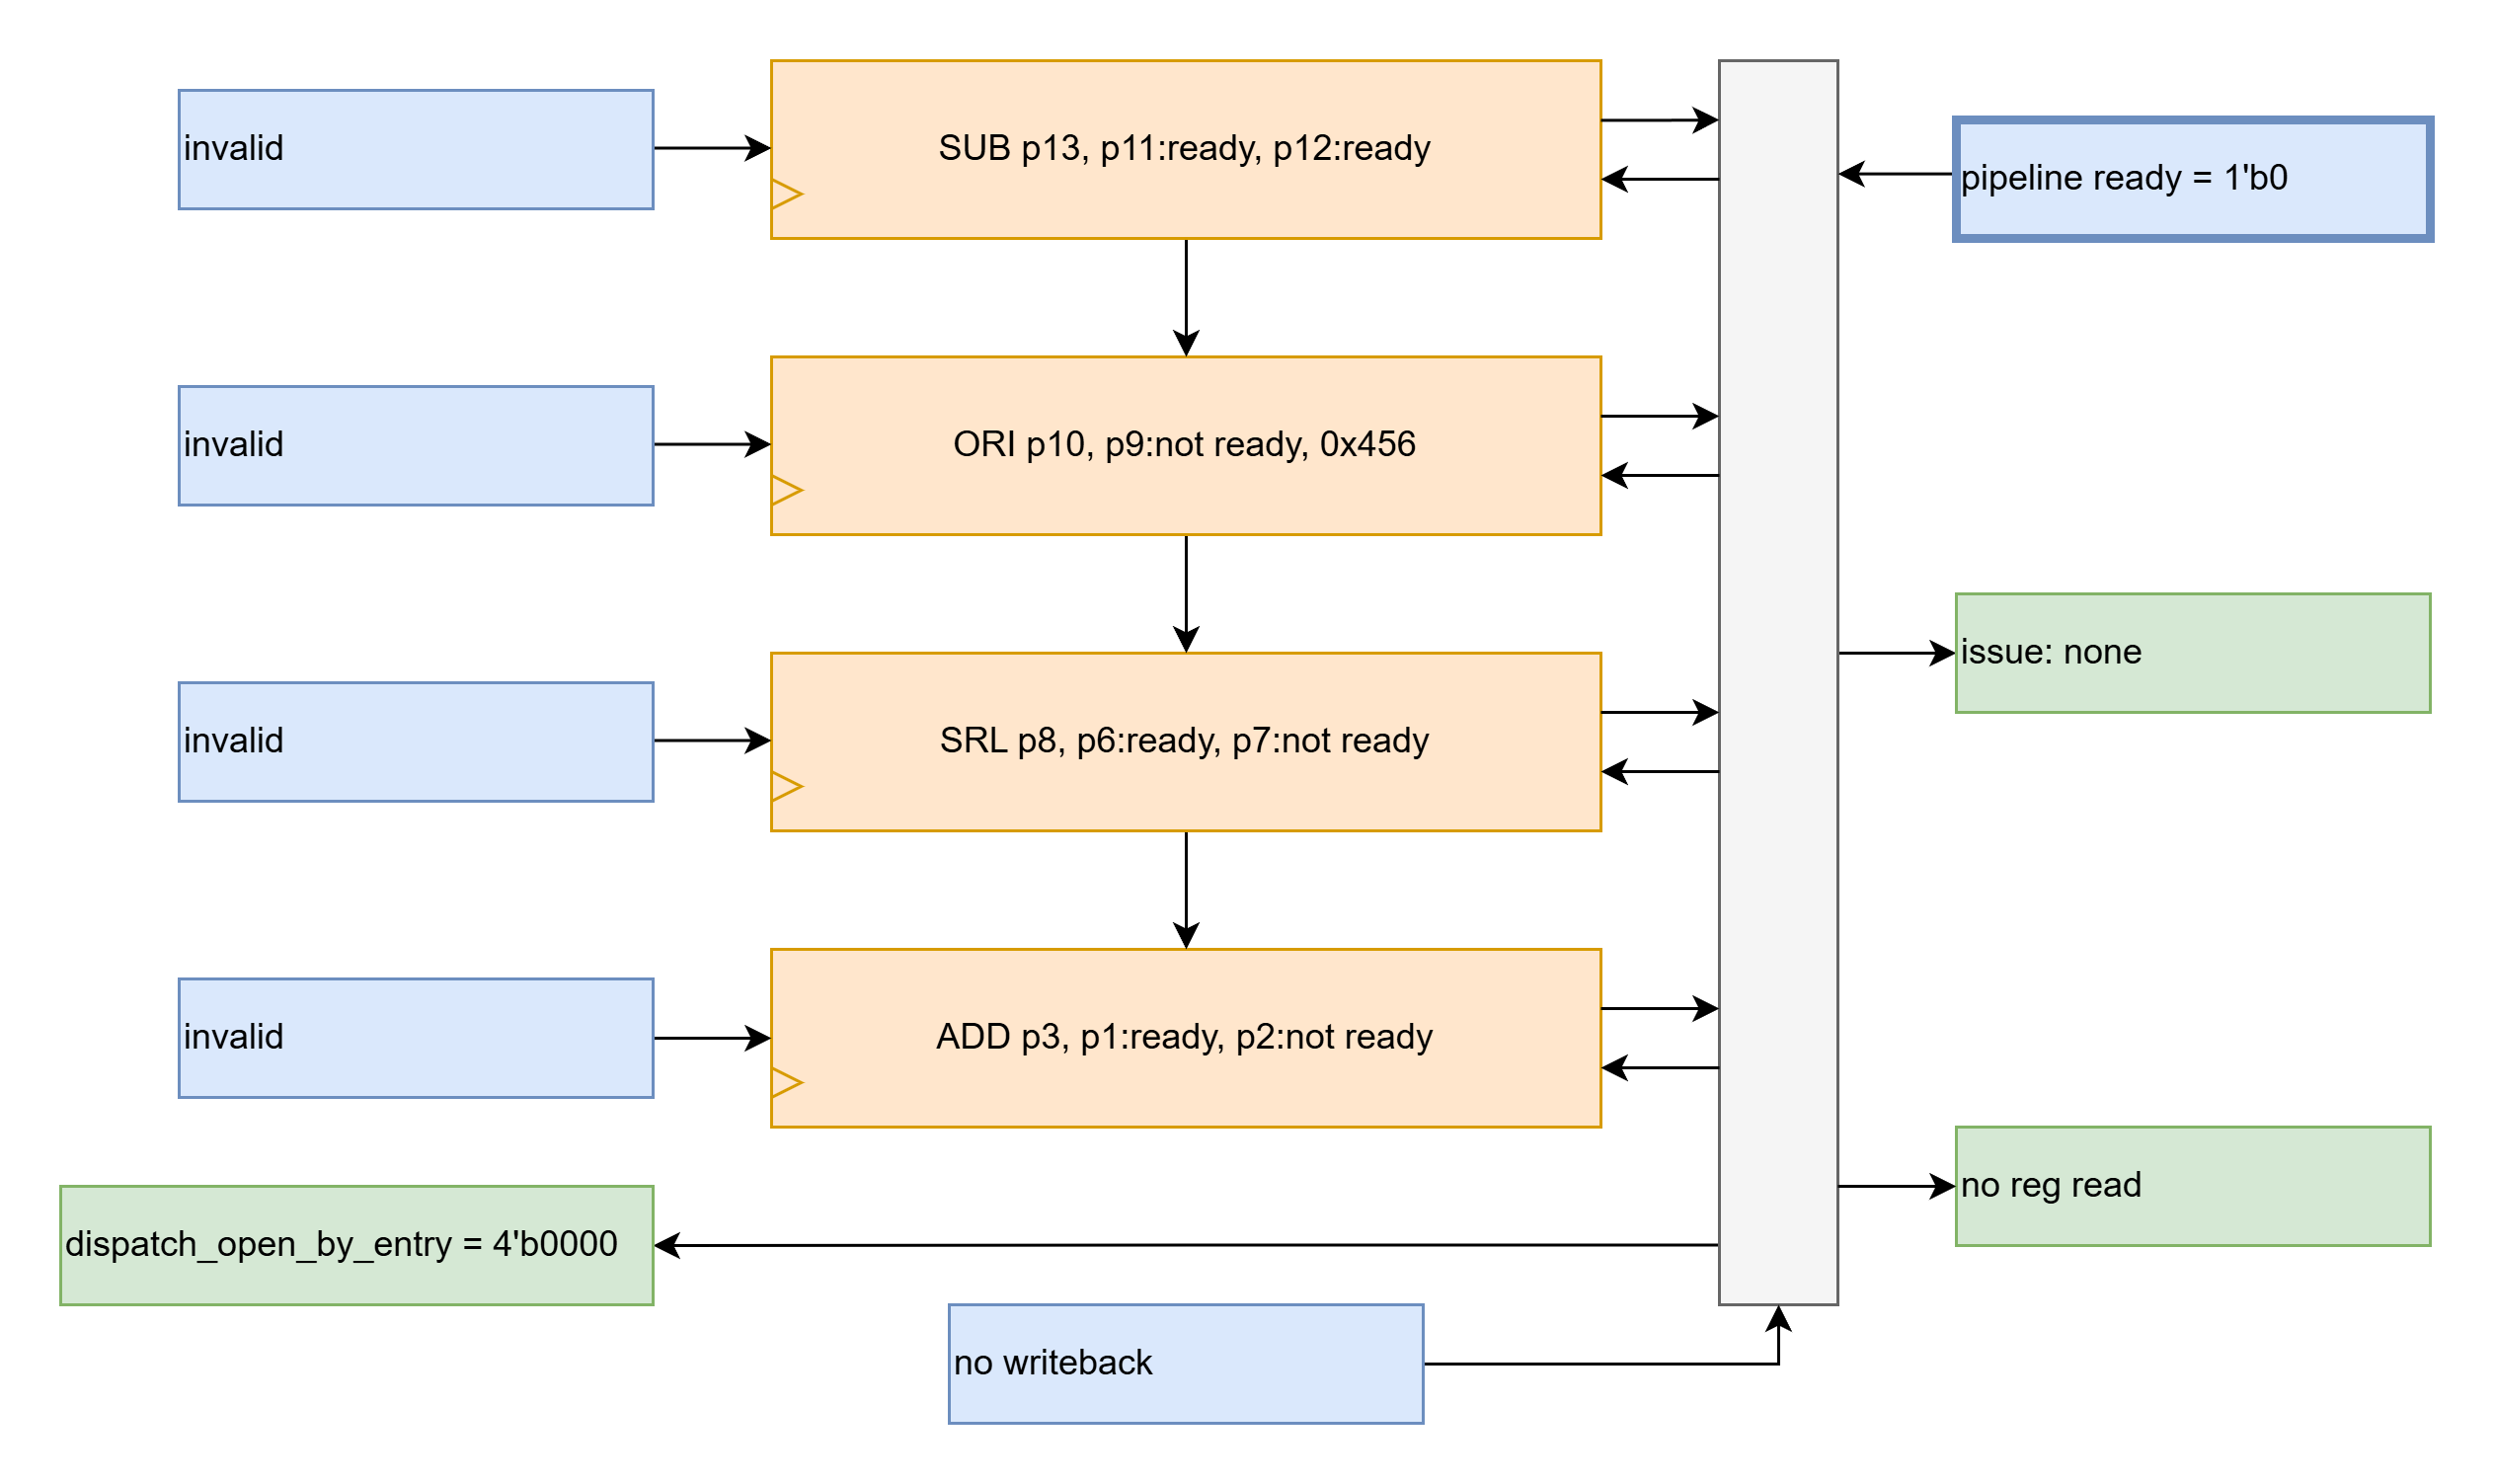 invalid
SUB p13, p11:ready, p12:ready
pipeline ready = 1'b0
invalid
ORI p10, p9:not ready, 0x456
issue: none
invalid
SRL p8, p6:ready, p7:not ready
invalid
ADD p3, p1:ready, p2:not ready
no reg read
dispatch_open_by_entry = 4'b0000
no writeback